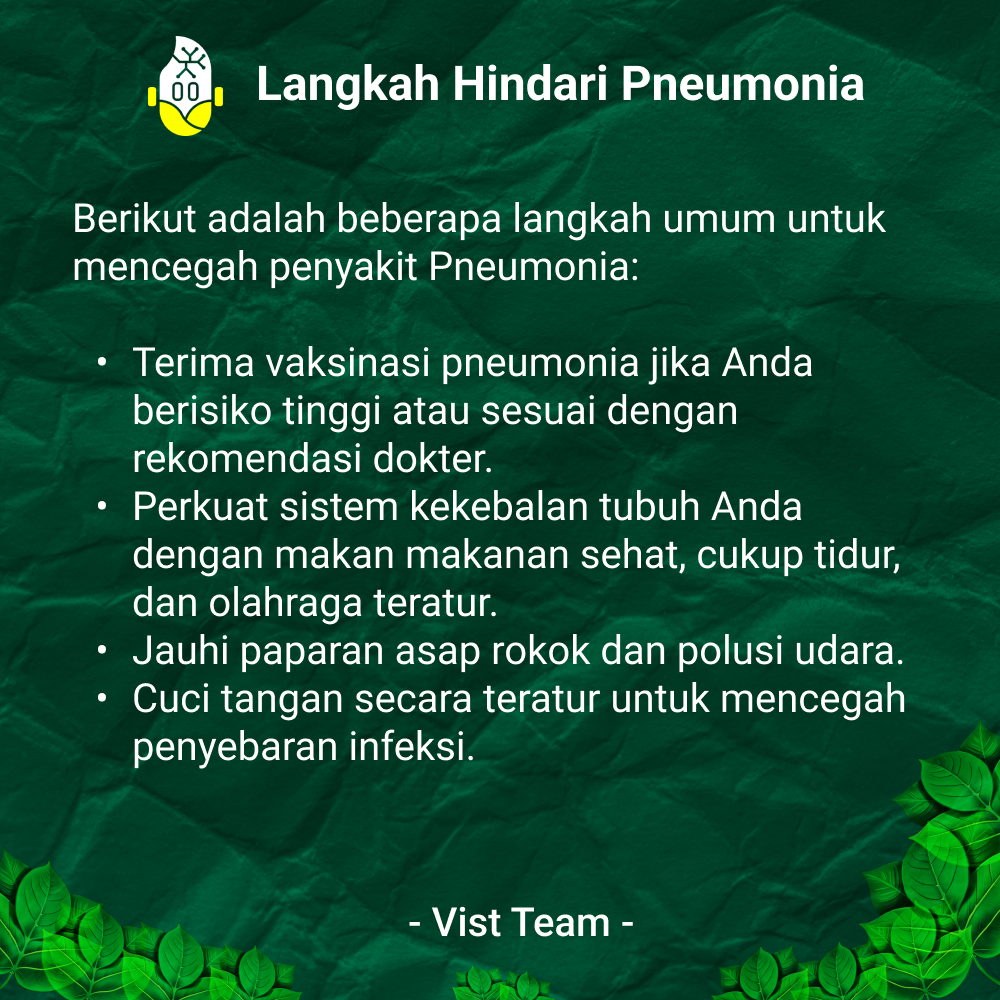 Langkah Hindari Pneumonia
Berikut adalah beberapa langkah umum untuk
mencegah penyakit Pneumonia:
• Terima vaksinasi pneumonia jika Anda
berisiko tinggi atau sesuai dengan
rekomendasi dokter.
• Perkuat sistem kekebalan tubuh Anda
dengan makan makanan sehat, cukup tidur,
dan olahraga teratur.
• Jauhi paparan asap rokok dan polusi udara.
• Cuci tangan secara teratur untuk mencegah
penyebaran infeksi.
- Vist Team -